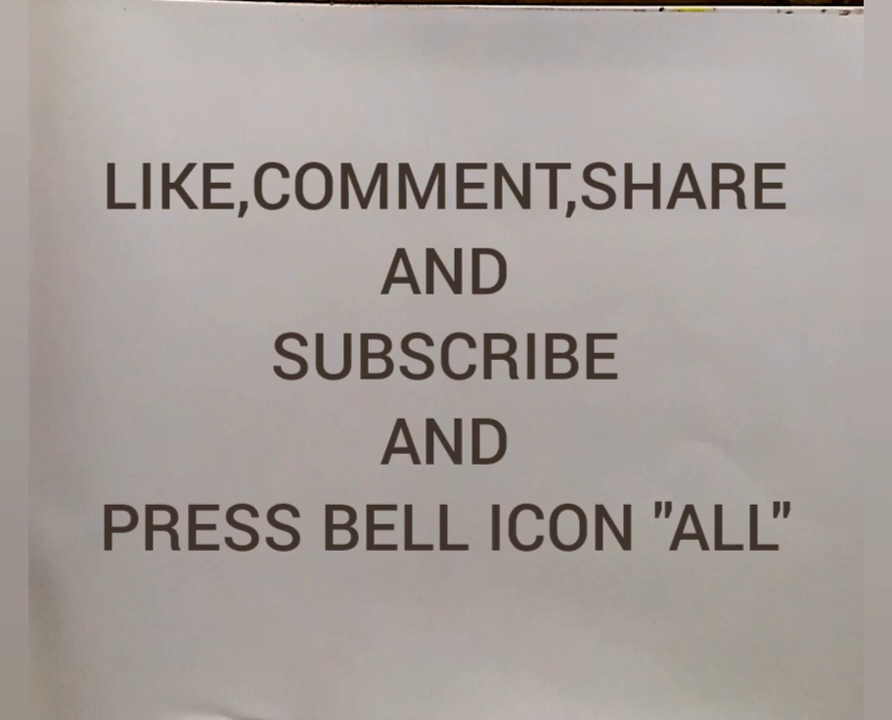 LIKE,COMMENT,SHARE
AND
SUBSCRIBE
AND
PRESS BELL ICON "ALL"